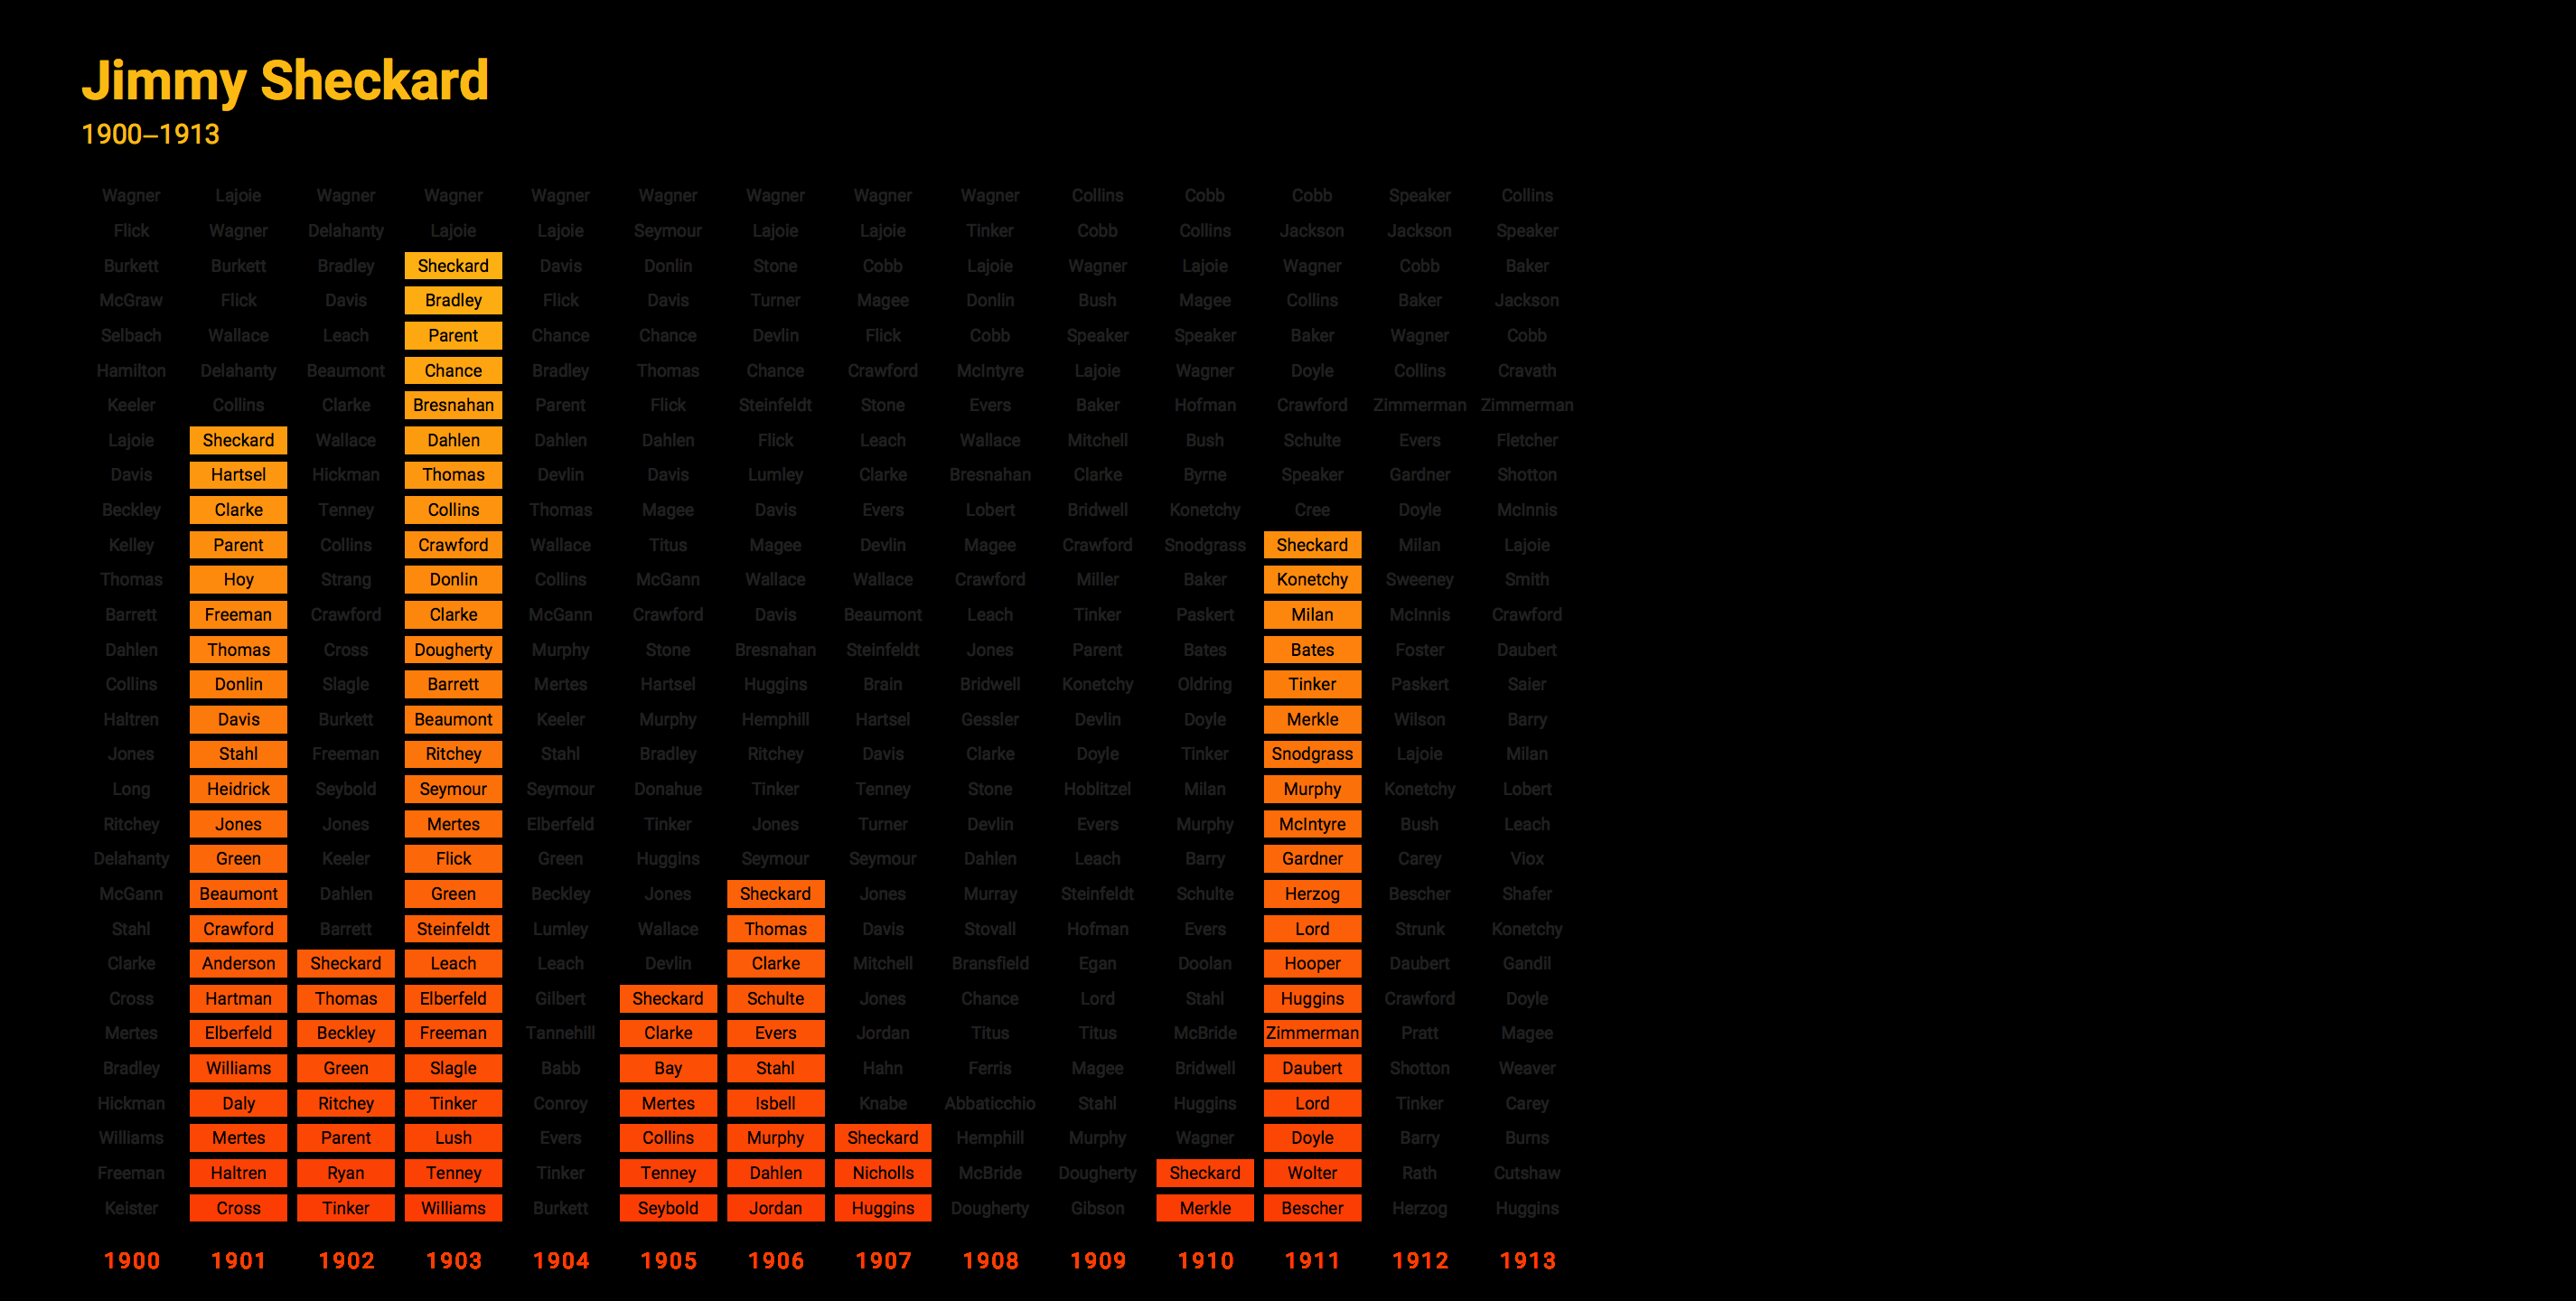 Jimmy Sheckard
1900–1913
Wagner Lajoie Wagner Wagner Wagner Wagner Wagner Wagner Wagner Collins Cobb Cobb Speaker Collins
Flick Wagner Delahanty Lajoie Lajoie Seymour Lajoie Lajoie Tinker Cobb Collins Jackson Jackson Speaker
Burkett Burkett Bradley Sheckard Davis Donlin Stone Cobb Lajoie Wagner Lajoie Wagner Cobb Baker
McGraw Flick Davis Bradley Flick Davis Turner Magee Donlin Bush Magee Collins Baker Jackson
Selbach Wallace Leach Parent Chance Chance Devlin Flick Cobb Speaker Speaker Baker Wagner Cobb
Hamilton Delahanty Beaumont Chance Bradley Thomas Chance Crawford McIntyre Lajoie Wagner Doyle Collins Cravath
Keeler Collins Clarke Bresnahan Parent Flick Steinfeldt Stone Evers Baker Hofman Crawford Zimmerman Zimmerman
Lajoie Sheckard Wallace Dahlen Dahlen Dahlen Flick Leach Wallace Mitchell Bush Schulte Evers Fletcher
Davis Hartsel Hickman Thomas Devlin Davis Lumley Clarke Bresnahan Clarke Byrne Speaker Gardner Shotton
Beckley Clarke Tenney Collins Thomas Magee Davis Evers Lobert Bridwell Konetchy Cree Doyle McInnis
Kelley Parent Collins Crawford Wallace Titus Magee Devlin Magee Crawford Snodgrass Sheckard Milan Lajoie
Thomas Hoy Strang Donlin Collins McGann Wallace Wallace Crawford Miller Baker Konetchy Sweeney Smith
Barrett Freeman Crawford Clarke McGann Crawford Davis Beaumont Leach Tinker Paskert Milan McInnis Crawford
Dahlen Thomas Cross Dougherty Murphy Stone Bresnahan Steinfeldt Jones Parent Bates Bates Foster Daubert
Collins Donlin Slagle Barrett Mertes Hartsel Huggins Brain Bridwell Konetchy Oldring Tinker Paskert Saier
Haltren Davis Burkett Beaumont Keeler Murphy Hemphill Hartsel Gessler Devlin Doyle Merkle Wilson Barry
Jones Stahl Freeman Ritchey Stahl Bradley Ritchey Davis Clarke Doyle Tinker Snodgrass Lajoie Milan
Long Heidrick Seybold Seymour Seymour Donahue Tinker Tenney Stone Hoblitzel Milan Murphy Konetchy Lobert
Ritchey Jones Jones Mertes Elberfeld Tinker Jones Turner Devlin Evers Murphy McIntyre Bush Leach
Delahanty Green Keeler Flick Green Huggins Seymour Seymour Dahlen Leach Barry Gardner Carey Viox
McGann Beaumont Dahlen Green Beckley Jones Sheckard Jones Murray Steinfeldt Schulte Herzog Bescher Shafer
Stahl Crawford Barrett Steinfeldt Lumley Wallace Thomas Davis Stovall Hofman Evers Lord Strunk Konetchy
Clarke Anderson Sheckard Leach Leach Devlin Clarke Mitchell Bransfield Egan Doolan Hooper Daubert Gandil
Cross Hartman Thomas Elberfeld Gilbert Sheckard Schulte Jones Chance Lord Stahl Huggins Crawford Doyle
Mertes Elberfeld Beckley Freeman Tannehill Clarke Evers Jordan Titus Titus McBride Zimmerman Pratt Magee
Bradley Williams Green Slagle Babb Bay Stahl Hahn Ferris Magee Bridwell Daubert Shotton Weaver
Hickman Daly Ritchey Tinker Conroy Mertes Isbell Knabe Abbaticchio Stahl Huggins Lord Tinker Carey
Williams Mertes Parent Lush Evers Collins Murphy Sheckard Hemphill Murphy Wagner Doyle Barry Burns
Freeman Haltren Ryan Tenney Tinker Tenney Dahlen Nicholls McBride Dougherty Sheckard Wolter Rath Cutshaw
Keister Cross Tinker Williams Burkett Seybold Jordan Huggins Dougherty Gibson Merkle Bescher Herzog Huggins
1900 1901 1902 1903 1904 1905 1906 1907 1908 1909 1910 1911 1912 1913